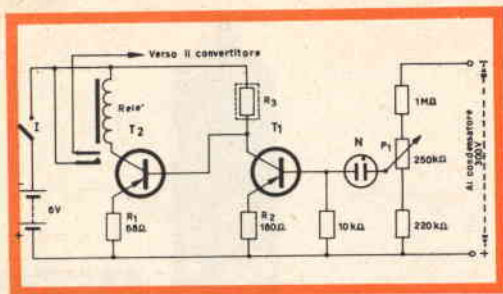 Verso il convertitore
Rele'
R3
T2
T1
I
N
P1
1MΩ
250kΩ
Al condensatore
300V
6V
R1
68Ω
R2
180Ω
10kΩ
220kΩ
-
+